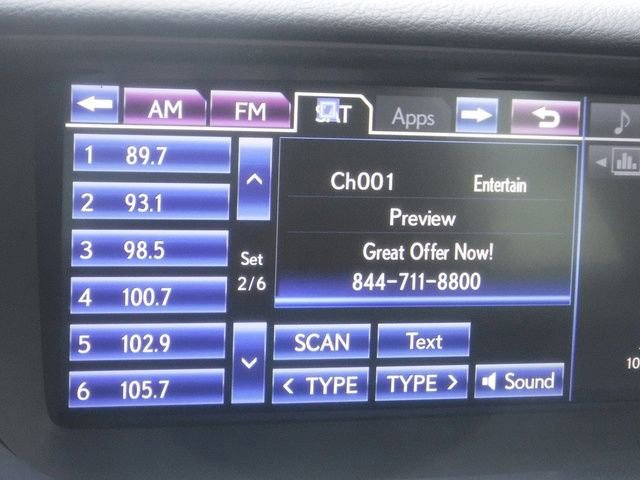 AM FM SAT Apps
1 89.7
2 93.1
3 98.5
4 100.7
5 102.9
6 105.7
Set
2/6
Ch001 Entertain
Preview
Great Offer Now!
844-711-8800
SCAN Text
< TYPE TYPE > Sound
10